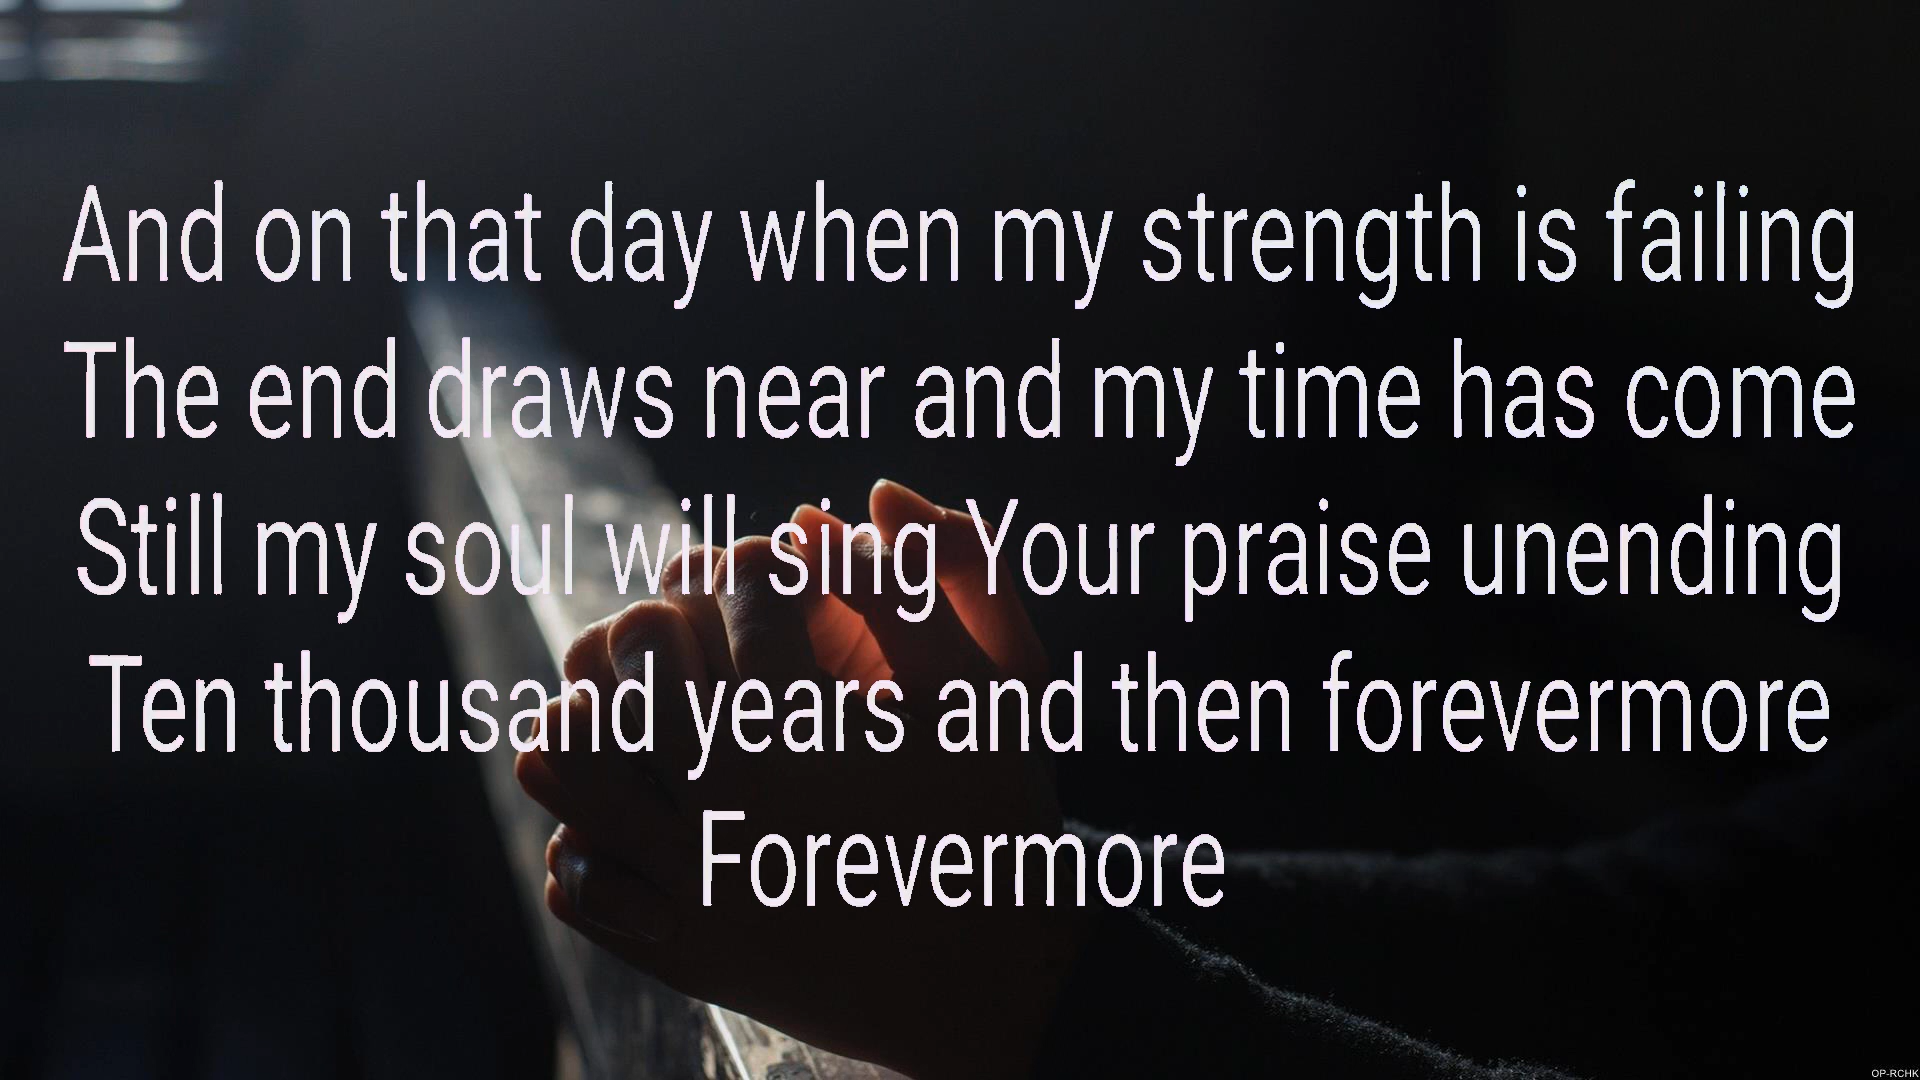 And on that day when my strength is failing
The end draws near and my time has come
Still my soul will sing Your praise unending
Ten thousand years and then forevermore
Forevermore
OP-RCHK